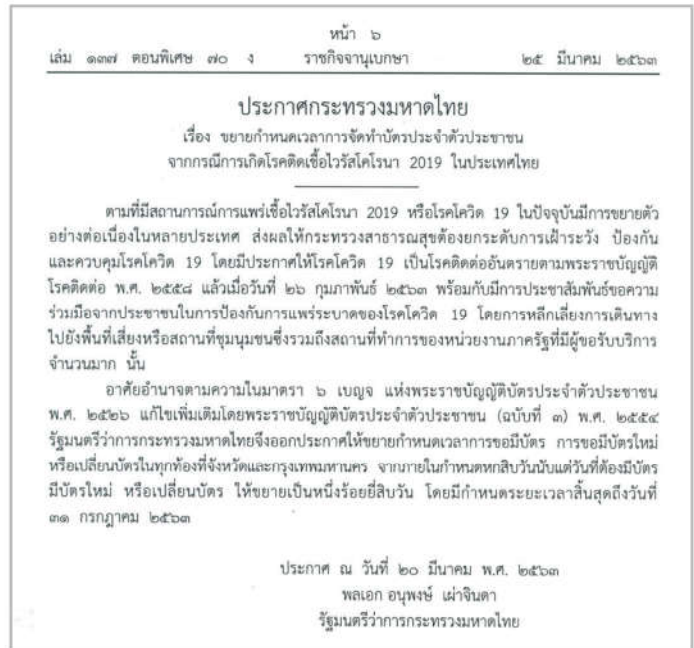 หน้า ๖
เล่ม ๑๓๗ ตอนพิเศษ ๗๐ ง ราชกิจจานุเบกษา ๒๕ มีนาคม ๒๕๖๓
ประกาศกระทรวงมหาดไทย
เรื่อง ขยายกำหนดเวลาการจัดทำบัตรประจำตัวประชาชน
จากกรณีการเกิดโรคติดเชื้อไวรัสโคโรนา 2019 ในประเทศไทย
ตามที่มีสถานการณ์การแพร่เชื้อไวรัสโคโรนา 2019 หรือโรคโควิด 19 ในปัจจุบันมีการขยายตัว
อย่างต่อเนื่องในหลายประเทศ ส่งผลให้กระทรวงสาธารณสุขต้องยกระดับการเฝ้าระวัง ป้องกัน
และควบคุมโรคโควิด 19 โดยมีประกาศให้โรคโควิด 19 เป็นโรคติดต่ออันตรายตามพระราชบัญญัติ
โรคติดต่อ พ.ศ. ๒๕๕๘ แล้วเมื่อวันที่ ๒๖ กุมภาพันธ์ ๒๕๖๓ พร้อมกับมีการประชาสัมพันธ์ขอความ
ร่วมมือจากประชาชนในการป้องกันการแพร่ระบาดของโรคโควิด 19 โดยการหลีกเลี่ยงการเดินทาง
ไปยังพื้นที่เสี่ยงหรือสถานที่ชุมนุมชนซึ่งรวมถึงสถานที่ทำการของหน่วยงานภาครัฐที่มีผู้ขอรับบริการ
จำนวนมาก นั้น
อาศัยอำนาจตามความในมาตรา ๖ เบญจ แห่งพระราชบัญญัติบัตรประจำตัวประชาชน
พ.ศ. ๒๕๒๖ แก้ไขเพิ่มเติมโดยพระราชบัญญัติบัตรประจำตัวประชาชน (ฉบับที่ ๓) พ.ศ. ๒๕๕๔
รัฐมนตรีว่าการกระทรวงมหาดไทยจึงออกประกาศให้ขยายกำหนดเวลาการขอมีบัตร การขอมีบัตรใหม่
หรือเปลี่ยนบัตรในทุกท้องที่จังหวัดและกรุงเทพมหานคร จากภายในกำหนดหกสิบวันนับแต่วันที่ต้องมีบัตร
มีบัตรใหม่ หรือเปลี่ยนบัตร ให้ขยายเป็นหนึ่งร้อยยี่สิบวัน โดยมีกำหนดระยะเวลาสิ้นสุดถึงวันที่
๓๑ กรกฎาคม ๒๕๖๓
ประกาศ ณ วันที่ ๒๐ มีนาคม พ.ศ. ๒๕๖๓
พลเอก อนุพงษ์ เผ่าจินดา
รัฐมนตรีว่าการกระทรวงมหาดไทย